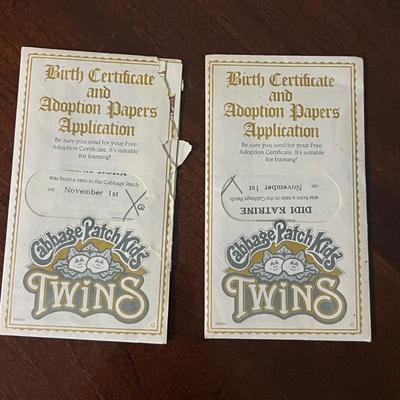 Birth Certificate
and
Adoption Papers
Application
Be sure you send for your Free
Adoption Certificate. It's suitable
for framing!
was born a twin in the Cabbage Patch
on November 1st
Cabbage Patch Kids
TWINS
Birth Certificate
and
Adoption Papers
Application
Be sure you send for your Free
Adoption Certificate. It's suitable
for framing!
DIDI KATRINE
was born a twin in the Cabbage Patch
on November 1st
Cabbage Patch Kids
TWINS